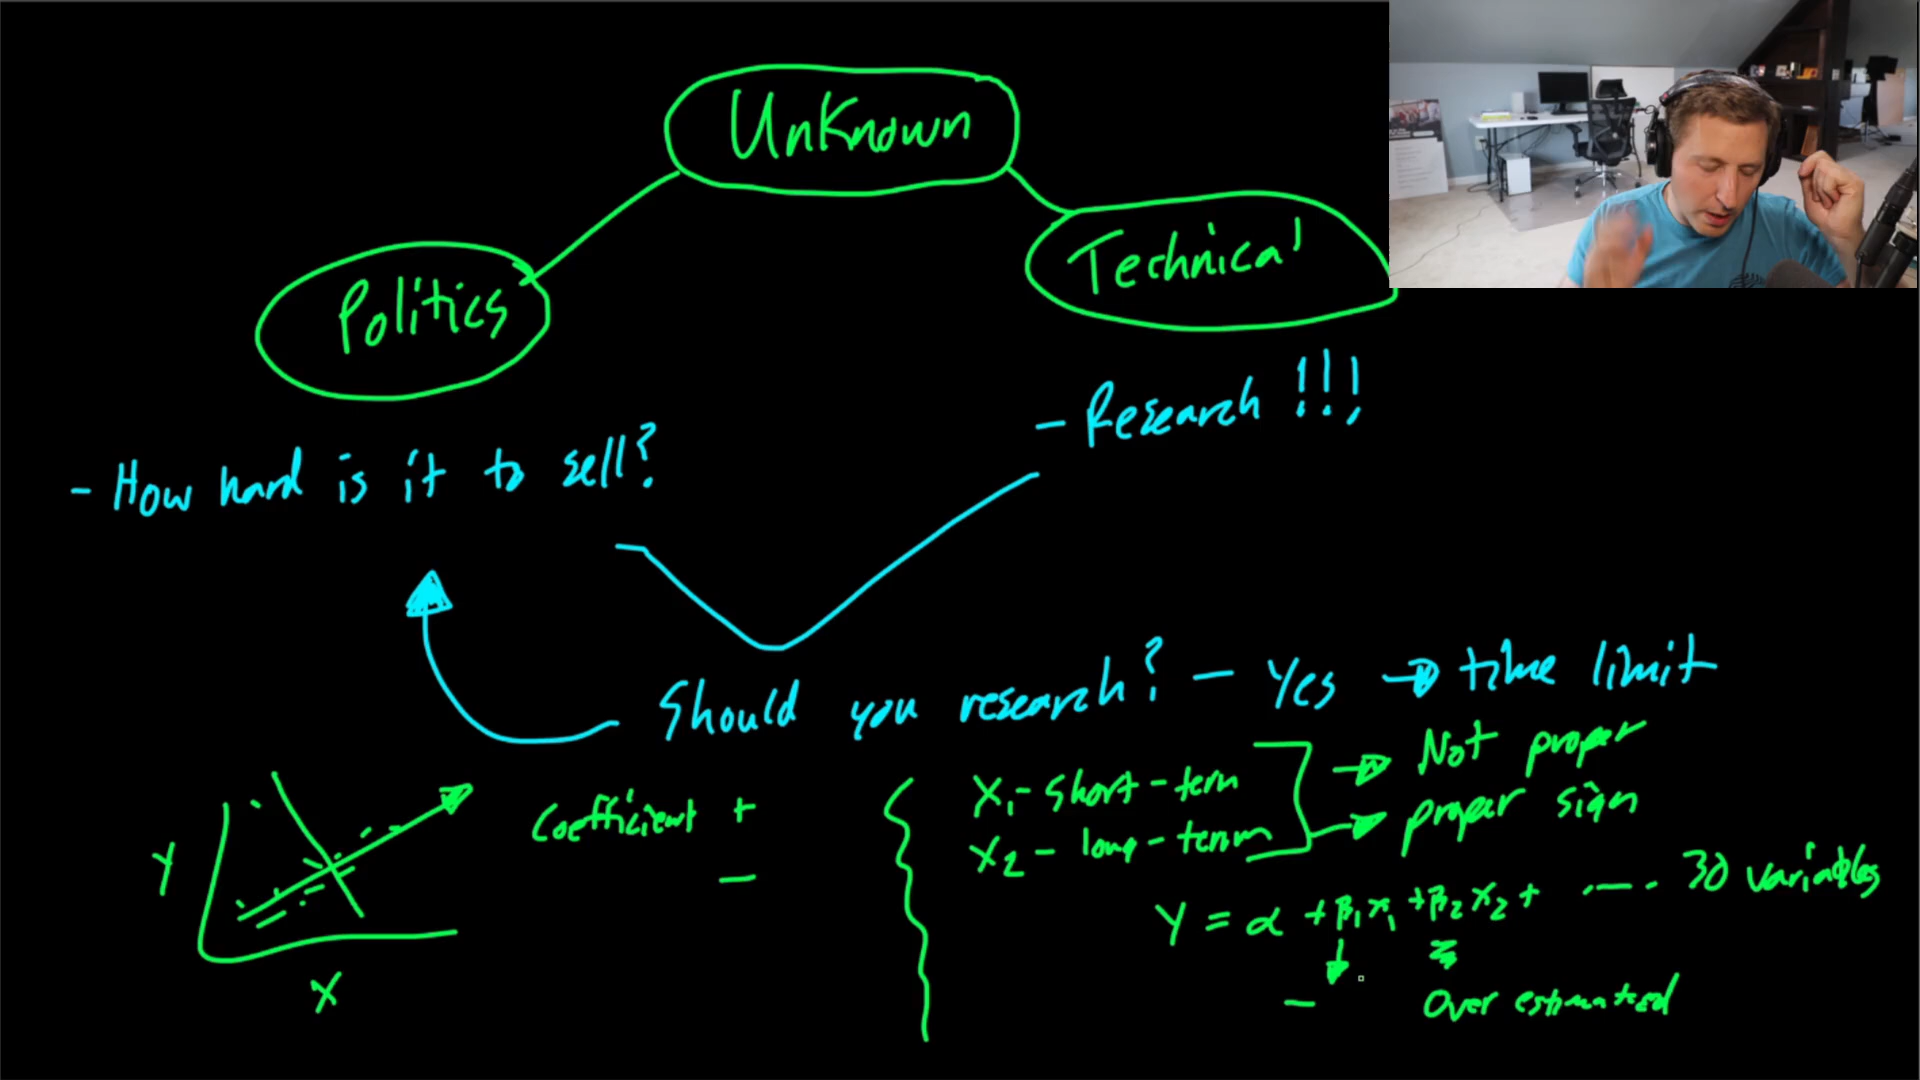 UnKnown
Politics
Technical
- Research !!!
- How hard is it to sell?
Should you research? - Yes → time limit
X1 - short-term → Not proper
X2 - long-term → proper sign
Coefficient +
-
Y
X
Y = α + β1x1 + β2x2 + .... 30 variables
-
Over estimated